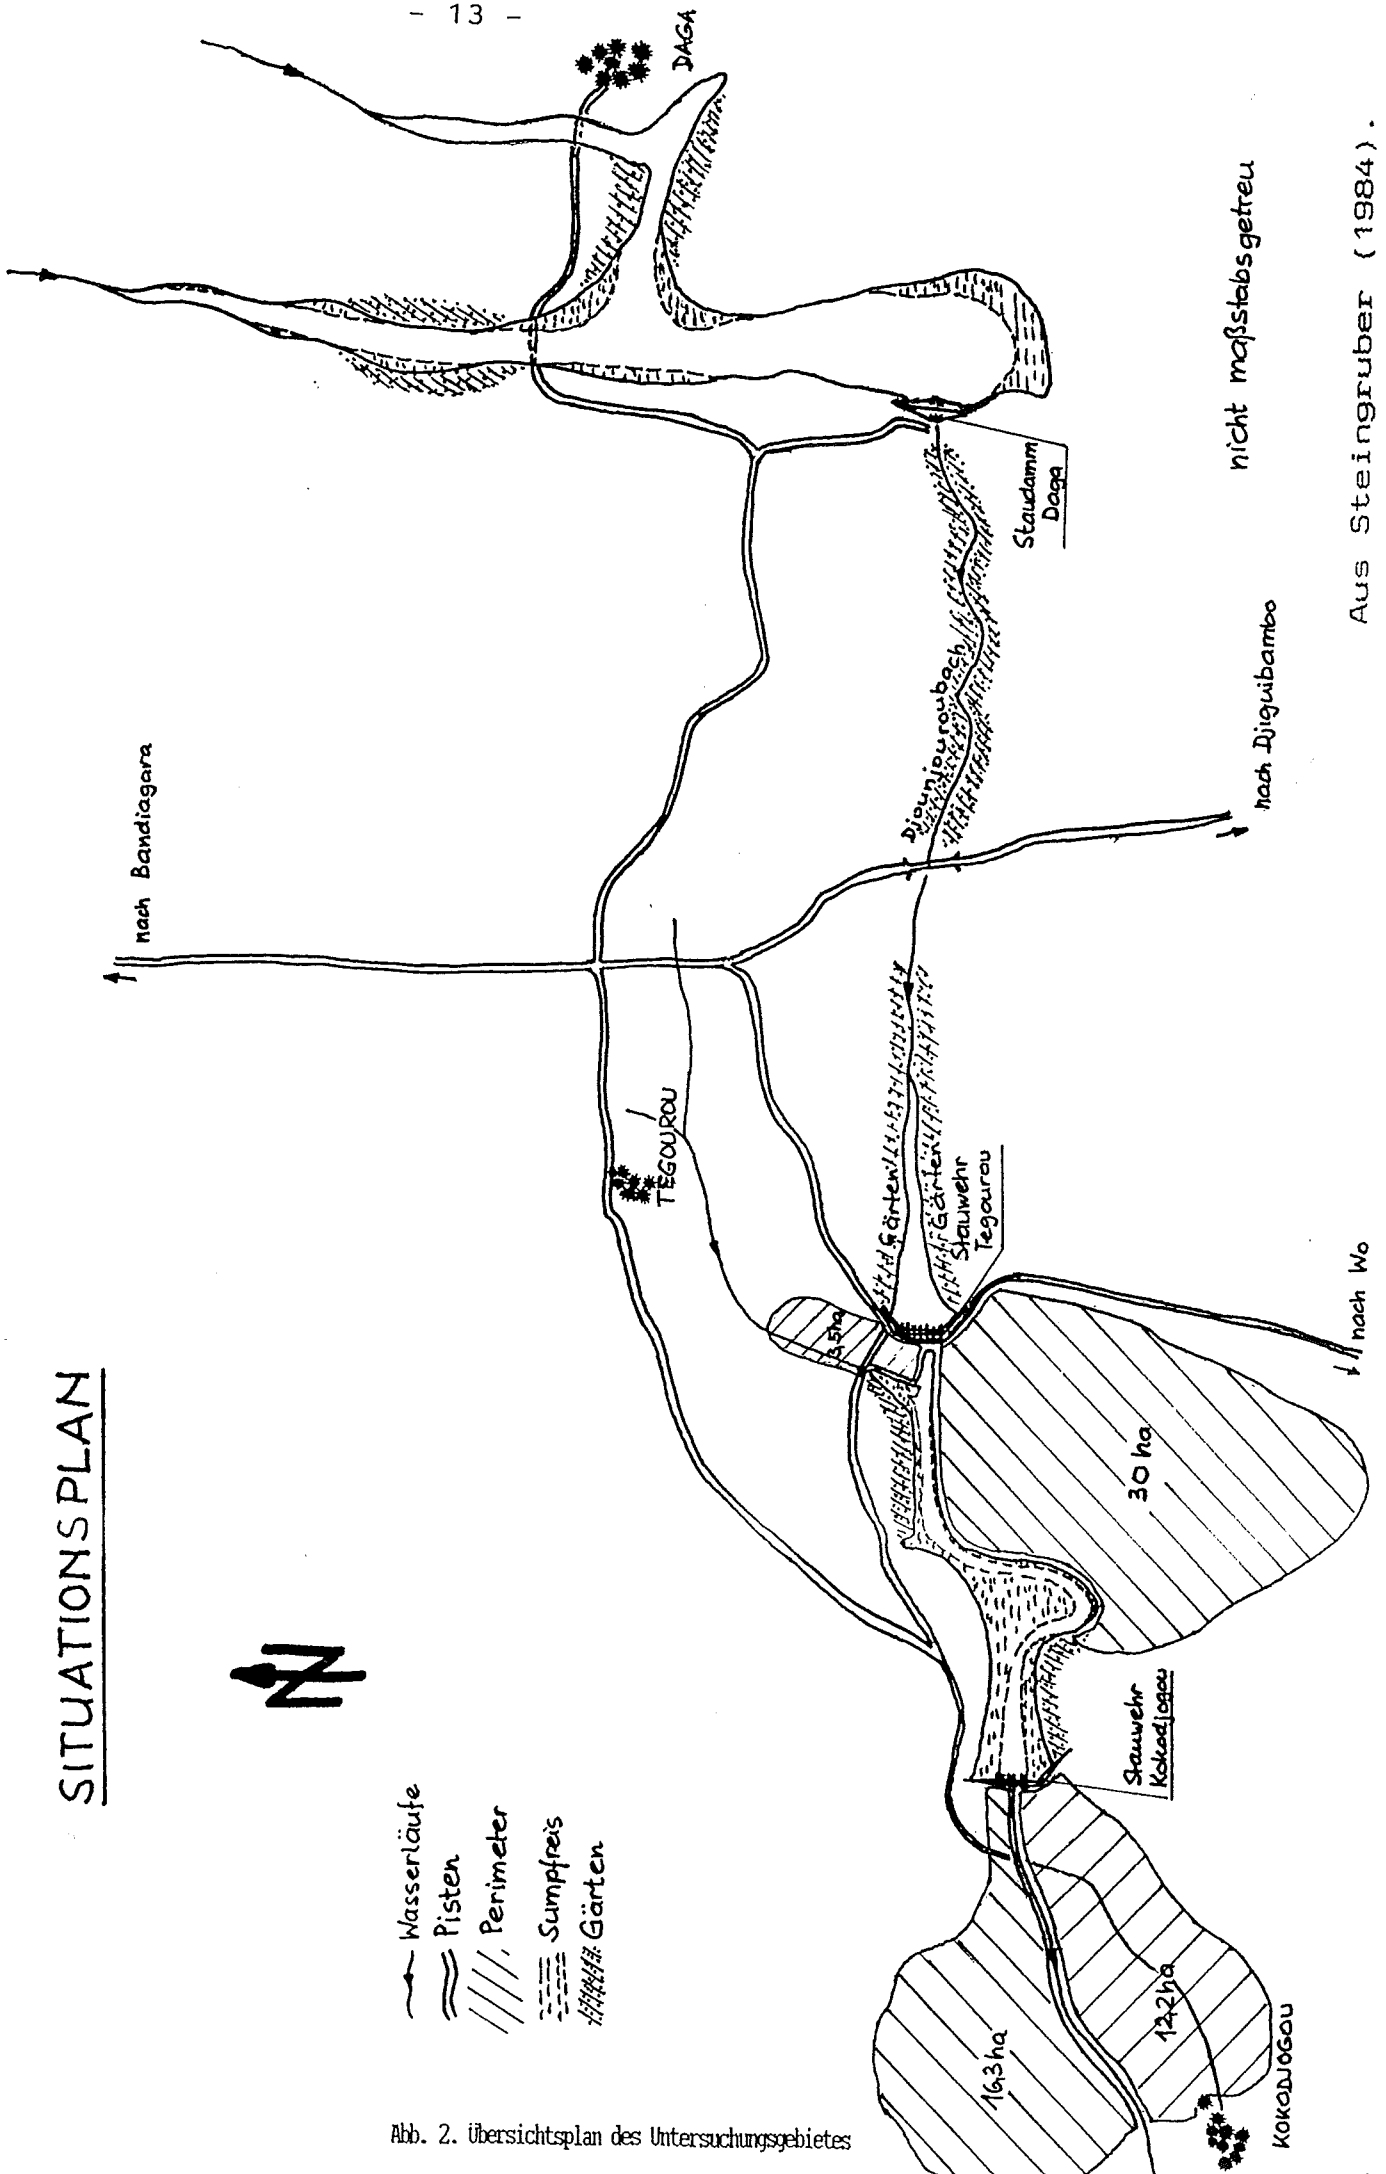 - 13 -
SITUATIONSPLAN
N
Wasserläufe
Pisten
Perimeter
Sumpfreis
Gärten
nach Bandiagara
DAGA
TEGOUROU
Djounjouroubach
Staudamm
Daga
Gärten
Gärten
Stauwehr
Tegourou
3,5ha
30 ha
Stauwehr
Kokodjogou
16,3ha
12,2ha
KOKODJOGOU
nach Wo
nach Djiguibambo
nicht maßstabsgetreu
Aus Steingruber (1984).
Abb. 2. Übersichtsplan des Untersuchungsgebietes